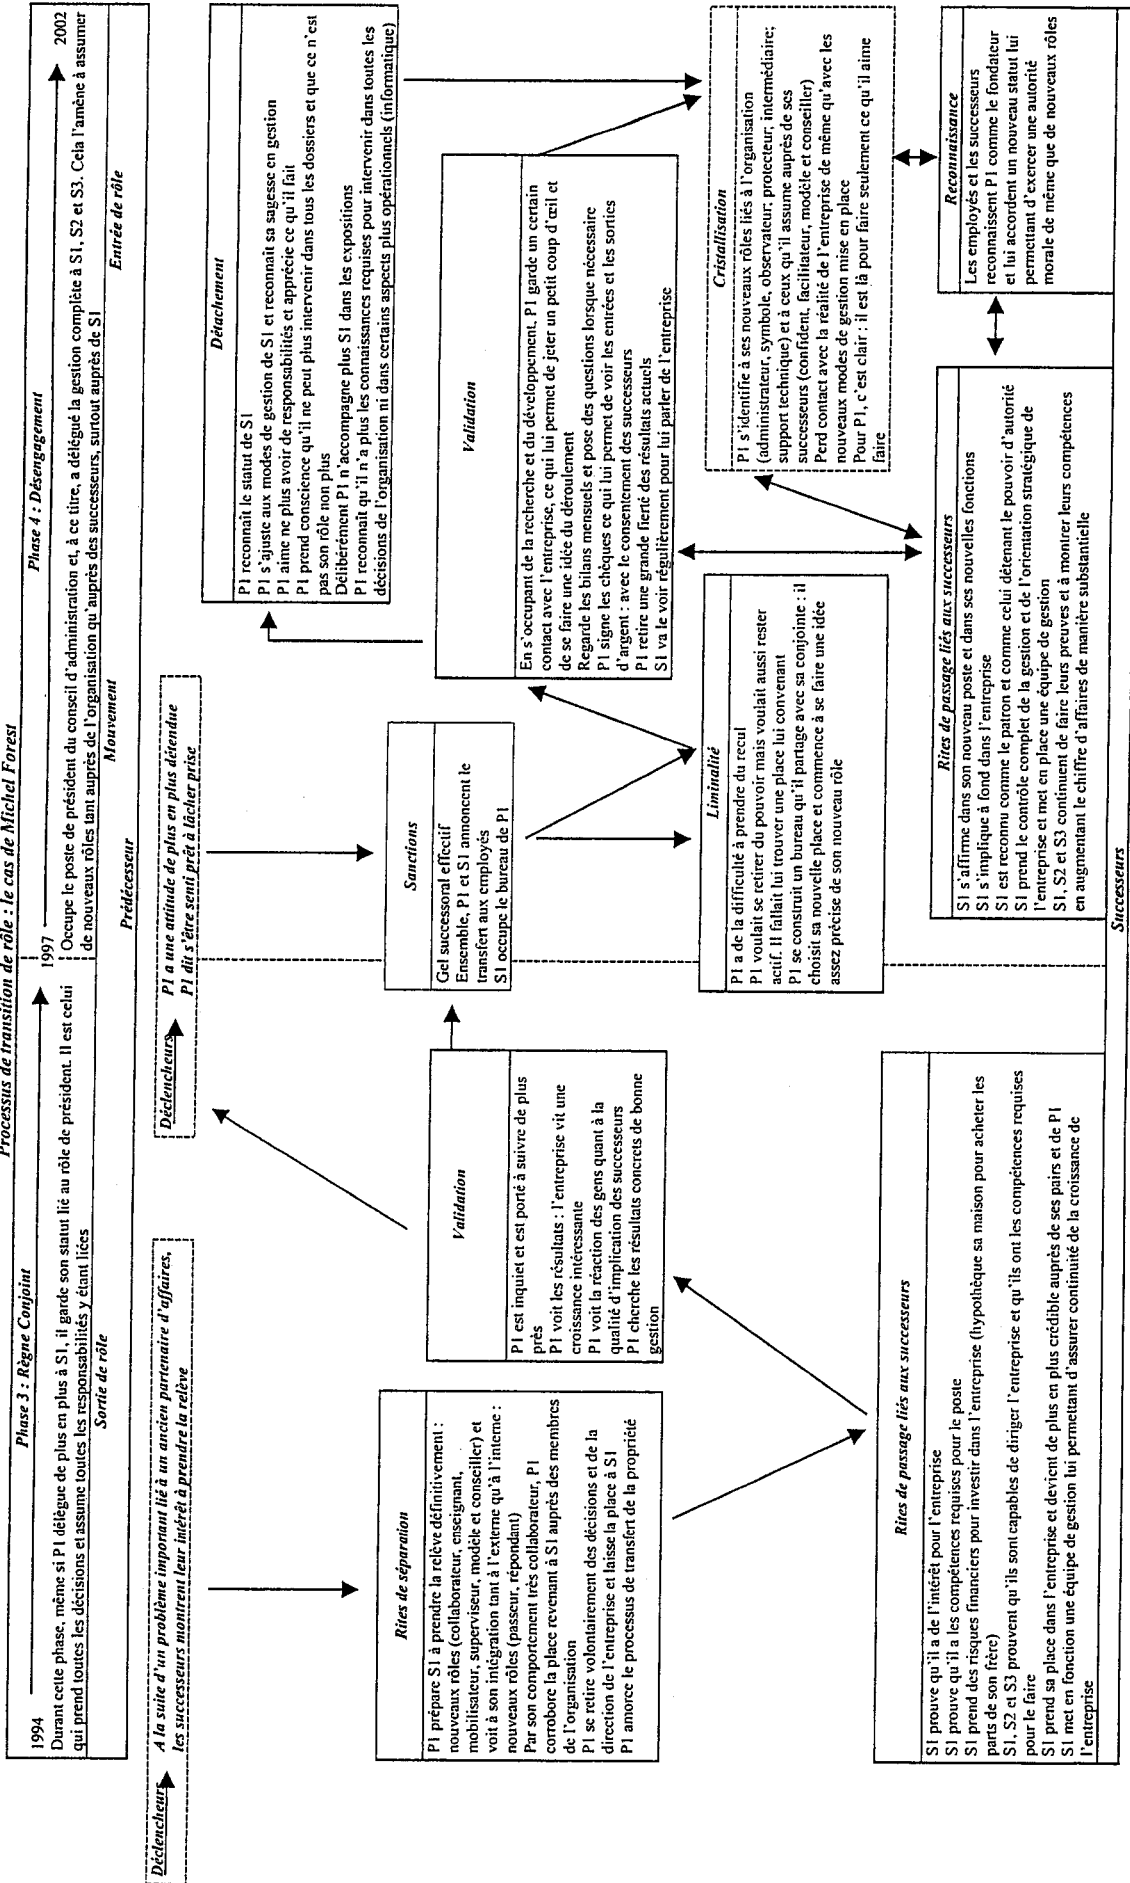 Processus de transition de rôle : le cas de Michel Forest
Phase 3 : Règne Conjoint
Phase 4 : Désengagement
1994
1997
2002
Durant cette phase, même si P1 délègue de plus en plus à S1, il garde son statut lié au rôle de président. Il est celui
qui prend toutes les décisions et assume toutes les responsabilités y étant liées
Occupe le poste de président du conseil d'administration et, à ce titre, a délégué la gestion complète à S1, S2 et S3. Cela l'amène à assumer
de nouveaux rôles tant auprès de l'organisation qu'auprès des successeurs, surtout auprès de S1
Sortie de rôle
Mouvement
Entrée de rôle
Prédécesseur
Déclencheurs
A la suite d'un problème important lié à un ancien partenaire d'affaires,
les successeurs montrent leur intérêt à prendre la relève
Déclencheurs
P1 a une attitude de plus en plus détendue
P1 dit s'être senti prêt à lâcher prise
Rites de séparation
P1 prépare S1 à prendre la relève définitivement :
nouveaux rôles (collaborateur, enseignant,
mobilisateur, superviseur, modèle et conseiller) et
voit à son intégration tant à l'externe qu'à l'interne :
nouveaux rôles (passeur, répondant)
Par son comportement très collaborateur, P1
corrobore la place revenant à S1 auprès des membres
de l'organisation
P1 se retire volontairement des décisions et de la
direction de l'entreprise et laisse la place à S1
P1 amorce le processus de transfert de la propriété
Validation
P1 est inquiet et est porté à suivre de plus
près
P1 voit les résultats : l'entreprise vit une
croissance intéressante
P1 voit la réaction des gens quant à la
qualité d'implication des successeurs
P1 cherche les résultats concrets de bonne
gestion
Sanctions
Gel successoral effectif
Ensemble, P1 et S1 annoncent le
transfert aux employés
S1 occupe le bureau de P1
Détachement
P1 reconnaît le statut de S1
P1 s'ajuste aux modes de gestion de S1 et reconnaît sa sagesse en gestion
P1 aime ne plus avoir de responsabilités et apprécie ce qu'il fait
P1 prend conscience qu'il ne peut plus intervenir dans tous les dossiers et que ce n'est
pas son rôle non plus
Délibérément P1 n'accompagne plus S1 dans les expositions
P1 reconnaît qu'il n'a plus les connaissances requises pour intervenir dans toutes les
décisions de l'organisation ni dans certains aspects plus opérationnels (informatique)
Validation
En s'occupant de la recherche et du développement, P1 garde un certain
contact avec l'entreprise, ce qui lui permet de jeter un petit coup d'œil et
de se faire une idée du déroulement
Regarde les bilans mensuels et pose des questions lorsque nécessaire
P1 signe les chèques ce qui lui permet de voir les entrées et les sorties
d'argent : avec le consentement des successeurs
P1 retire une grande fierté des résultats actuels
S1 va le voir régulièrement pour lui parler de l'entreprise
Liminalité
P1 a de la difficulté à prendre du recul
P1 voulait se retirer du pouvoir mais voulait aussi rester
actif. Il fallait lui trouver une place lui convenant
P1 se construit un bureau qu'il partage avec sa conjointe : il
choisit sa nouvelle place et commence à se faire une idée
assez précise de son nouveau rôle
Cristallisation
P1 s'identifie à ses nouveaux rôles liés à l'organisation
(administrateur, symbole, observateur; protecteur; intermédiaire;
support technique) et à ceux qu'il assume auprès de ses
successeurs (confident, facilitateur, modèle et conseiller)
Perd contact avec la réalité de l'entreprise de même qu'avec les
nouveaux modes de gestion mise en place
Pour P1, c'est clair : il est là pour faire seulement ce qu'il aime
faire
Rites de passage liés aux successeurs
S1 prouve qu'il a de l'intérêt pour l'entreprise
S1 prouve qu'il a les compétences requises pour le poste
S1 prend des risques financiers pour investir dans l'entreprise (hypothèque sa maison pour acheter les
parts de son frère)
S1, S2 et S3 prouvent qu'ils sont capables de diriger l'entreprise et qu'ils ont les compétences requises
pour le faire
S1 prend sa place dans l'entreprise et devient de plus en plus crédible auprès de ses pairs et de P1
S1 met en fonction une équipe de gestion lui permettant d'assurer continuité de la croissance de
l'entreprise
Rites de passage liés aux successeurs
S1 s'affirme dans son nouveau poste et dans ses nouvelles fonctions
S1 s'implique à fond dans l'entreprise
S1 est reconnu comme le patron et comme celui détenant le pouvoir d'autorité
S1 prend le contrôle complet de la gestion et de l'orientation stratégique de
l'entreprise et met en place une équipe de gestion
S1, S2 et S3 continuent de faire leurs preuves et à montrer leurs compétences
en augmentant le chiffre d'affaires de manière substantielle
Reconnaissance
Les employés et les successeurs
reconnaissent P1 comme le fondateur
et lui accordent un nouveau statut lui
permettant d'exercer une autorité
morale de même que de nouveaux rôles
Successeurs